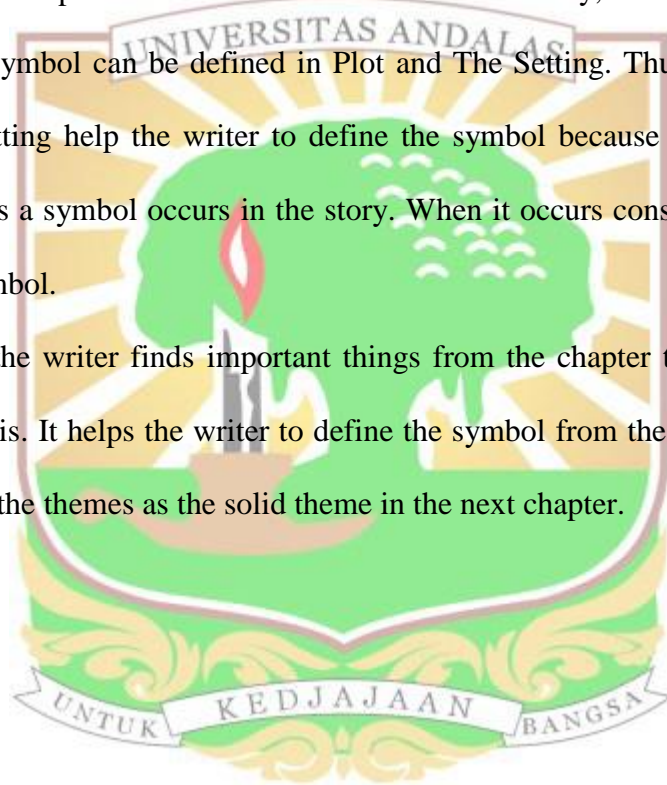 UNIVERSITAS ANDALAS
ymbol can be defined in Plot and The Setting. Thu
tting help the writer to define the symbol because
s a symbol occurs in the story. When it occurs cons
nbol.
he writer finds important things from the chapter t
is. It helps the writer to define the symbol from the
the themes as the solid theme in the next chapter.
UNTUK KEDJAJAAN BANGSA